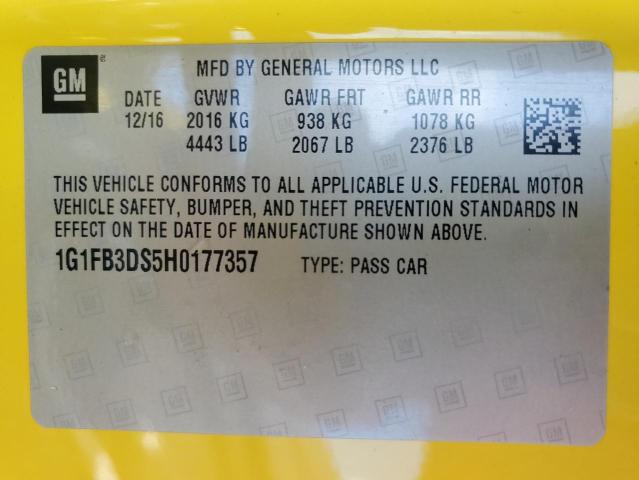 GM
MFD BY GENERAL MOTORS LLC
DATE GVWR GAWR FRT GAWR RR
12/16 2016 KG 938 KG 1078 KG
4443 LB 2067 LB 2376 LB
THIS VEHICLE CONFORMS TO ALL APPLICABLE U.S. FEDERAL MOTOR
VEHICLE SAFETY, BUMPER, AND THEFT PREVENTION STANDARDS IN
EFFECT ON THE DATE OF MANUFACTURE SHOWN ABOVE.
1G1FB3DS5H0177357 TYPE: PASS CAR